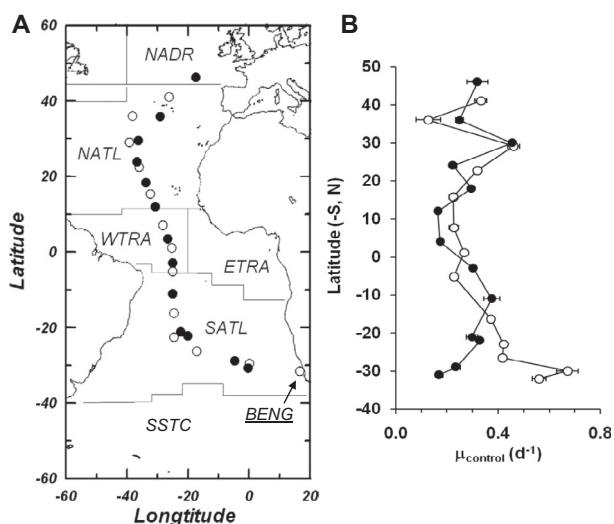 A
60
40
20
0
-20
-40
-60
Latitude
NADR
NATL
WTRA
ETRA
SATL
BENG
SSTC
-60 -40 -20 0 20
Longtitude
B
50
40
30
20
10
0
-10
-20
-30
-40
Latitude (-S, N)
0.0 0.4 0.8
μcontrol (d-1)